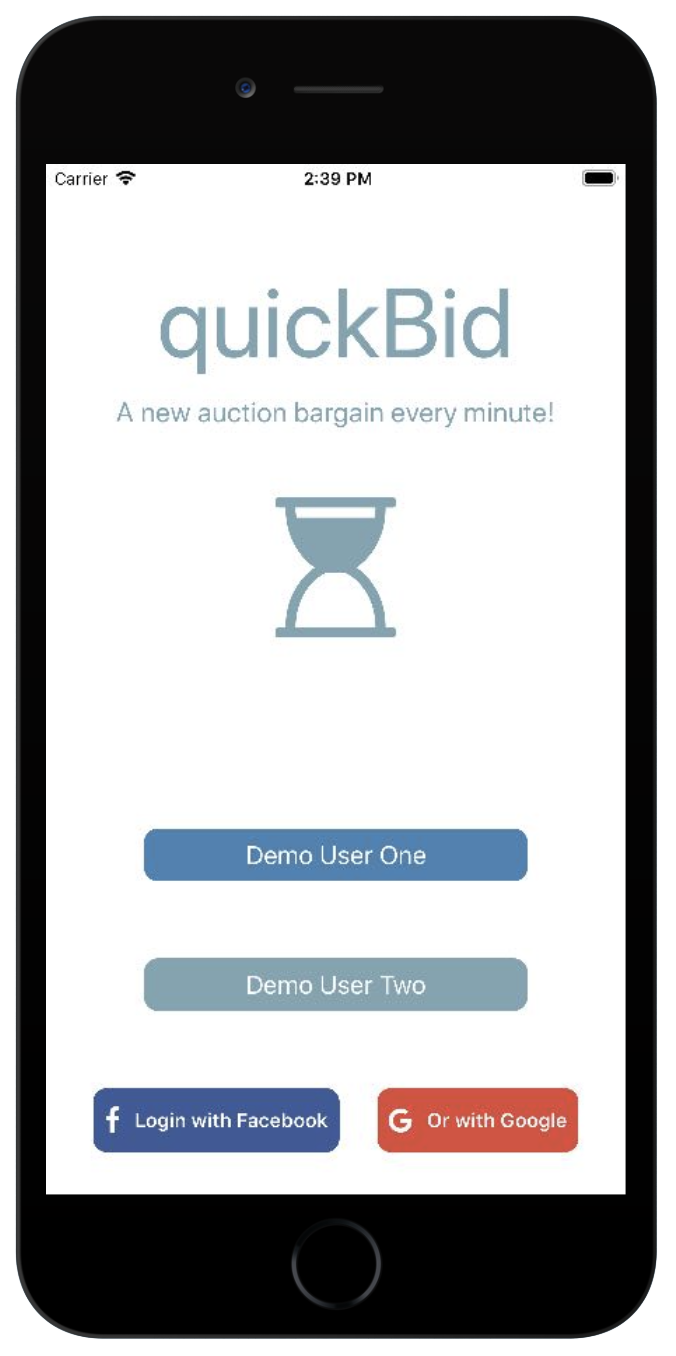 Carrier 2:39 PM
quickBid
A new auction bargain every minute!
Demo User One
Demo User Two
f Login with Facebook G Or with Google